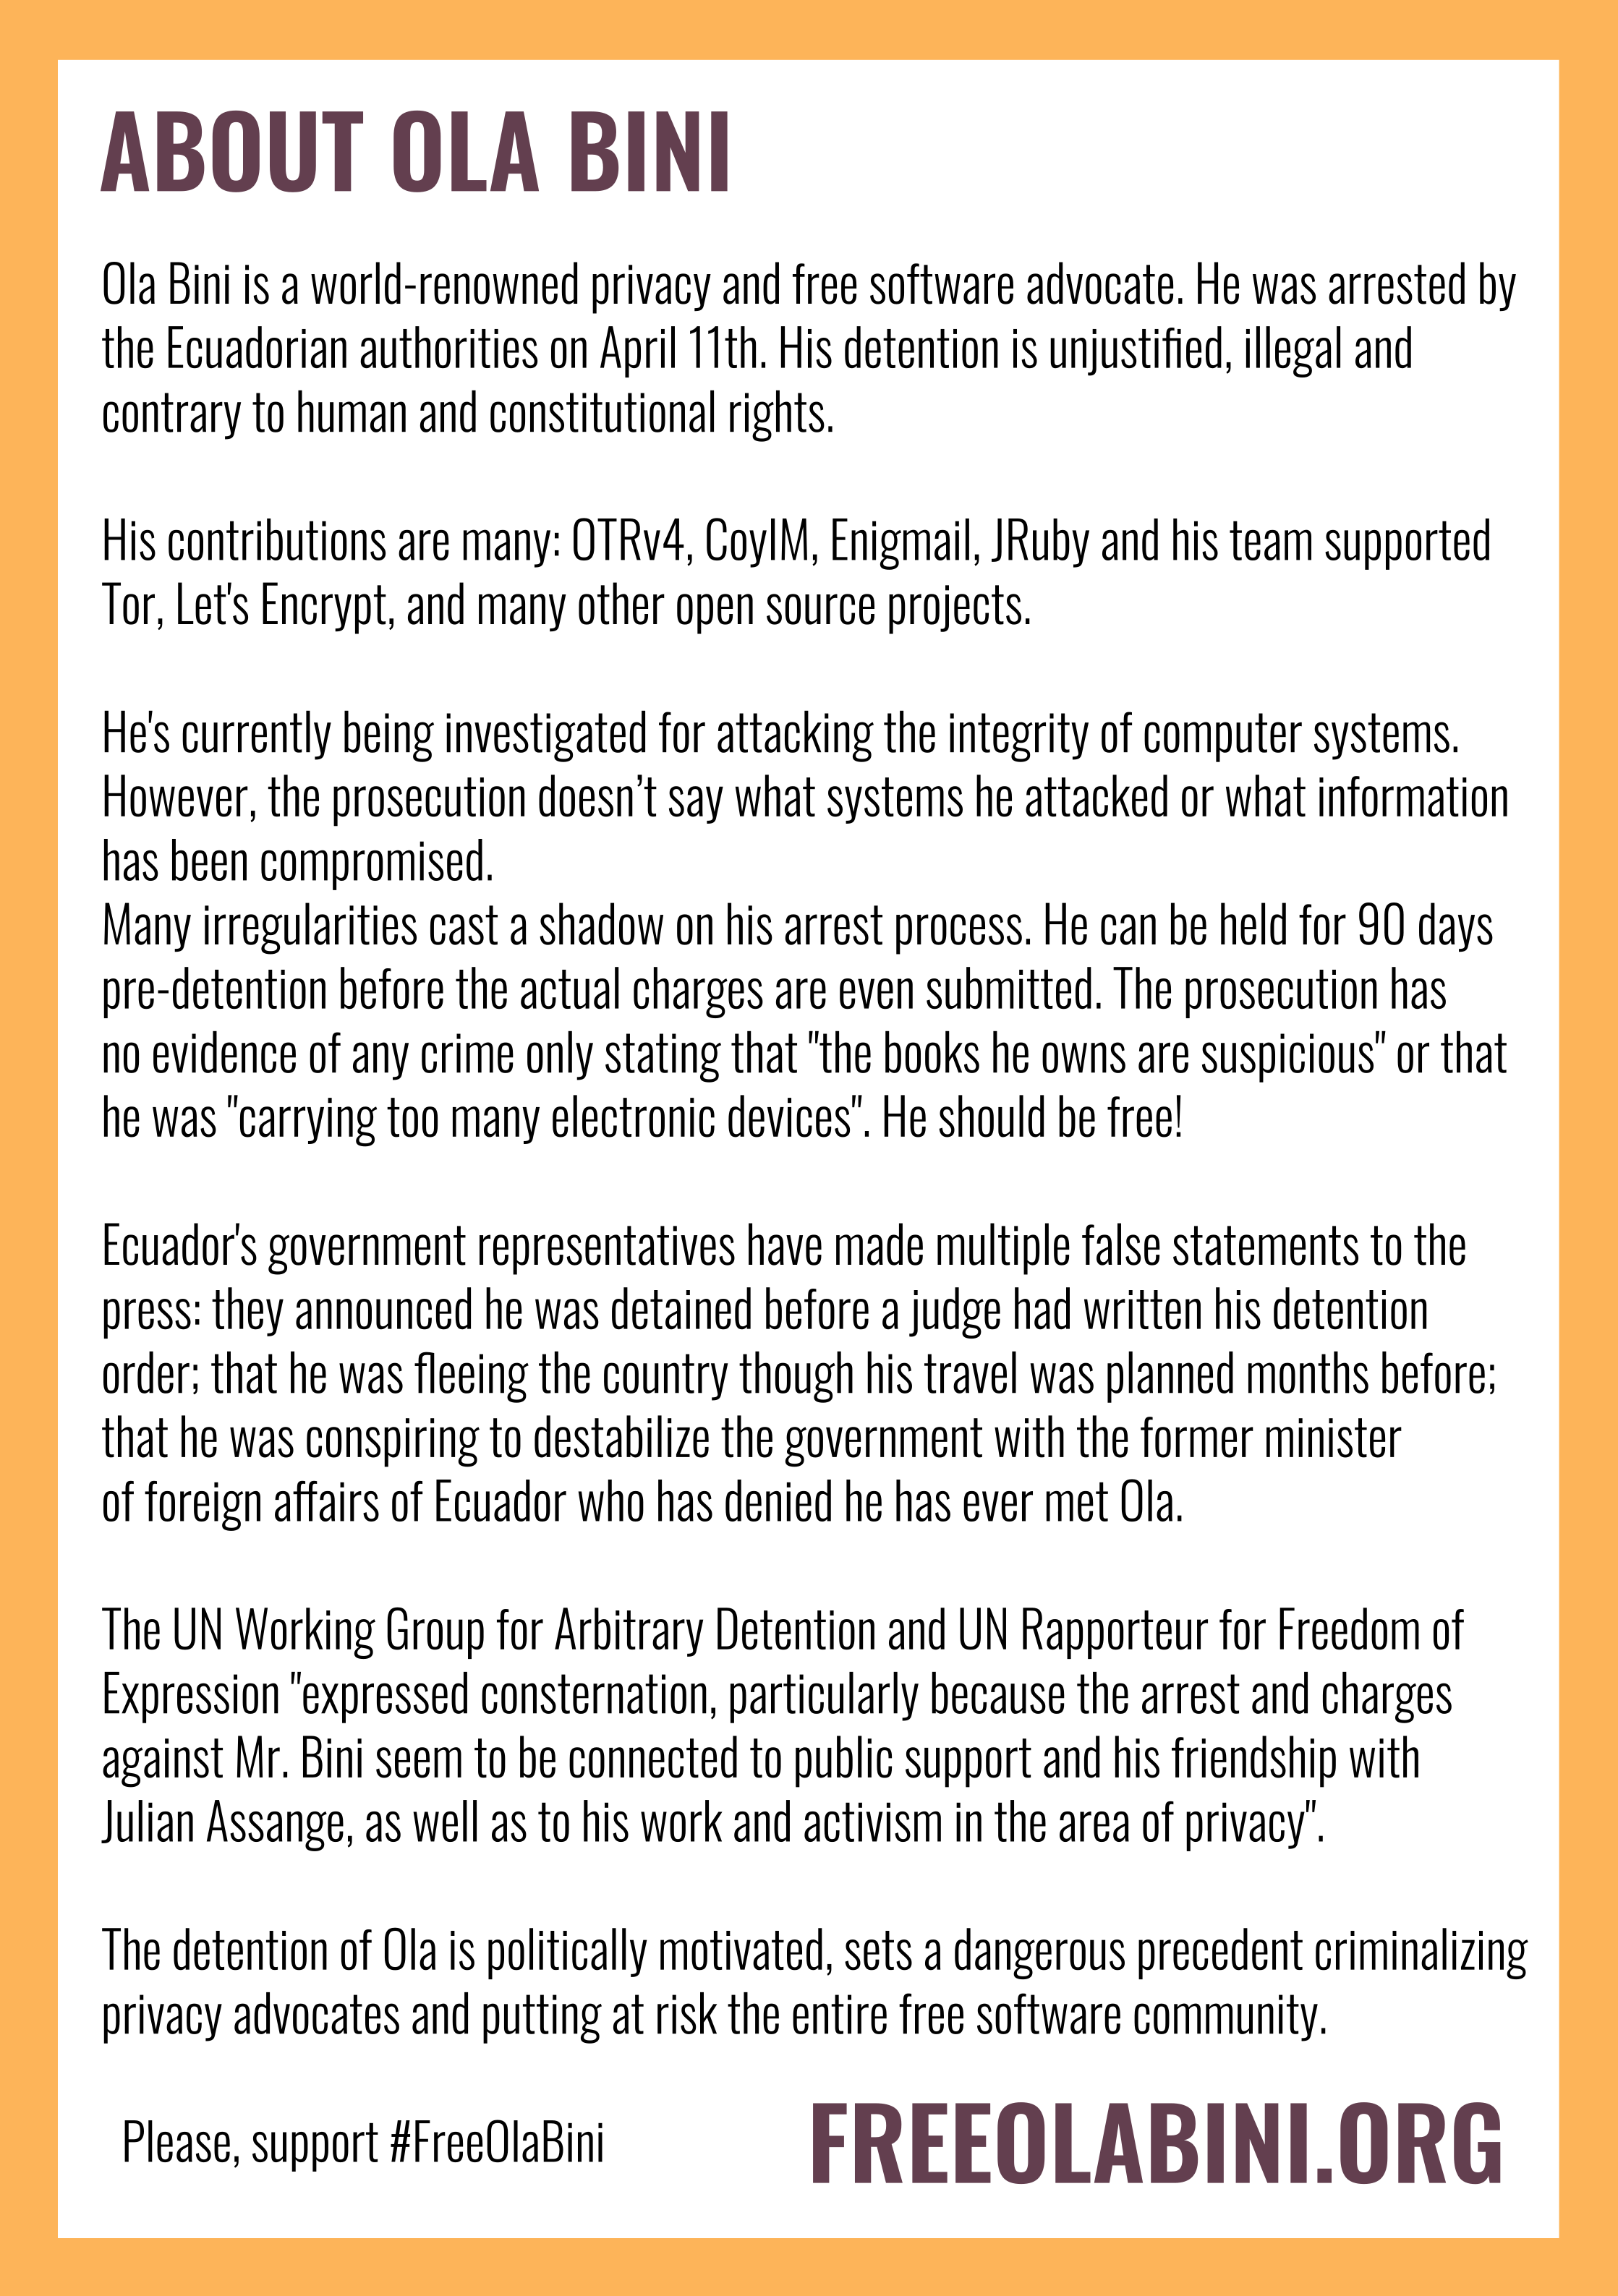 ABOUT OLA BINI
Ola Bini is a world-renowned privacy and free software advocate. He was arrested by
the Ecuadorian authorities on April 11th. His detention is unjustified, illegal and
contrary to human and constitutional rights.
His contributions are many: OTRv4, CoyIM, Enigmail, JRuby and his team supported
Tor, Let's Encrypt, and many other open source projects.
He's currently being investigated for attacking the integrity of computer systems.
However, the prosecution doesn’t say what systems he attacked or what information
has been compromised.
Many irregularities cast a shadow on his arrest process. He can be held for 90 days
pre-detention before the actual charges are even submitted. The prosecution has
no evidence of any crime only stating that "the books he owns are suspicious" or that
he was "carrying too many electronic devices". He should be free!
Ecuador's government representatives have made multiple false statements to the
press: they announced he was detained before a judge had written his detention
order; that he was fleeing the country though his travel was planned months before;
that he was conspiring to destabilize the government with the former minister
of foreign affairs of Ecuador who has denied he has ever met Ola.
The UN Working Group for Arbitrary Detention and UN Rapporteur for Freedom of
Expression "expressed consternation, particularly because the arrest and charges
against Mr. Bini seem to be connected to public support and his friendship with
Julian Assange, as well as to his work and activism in the area of privacy".
The detention of Ola is politically motivated, sets a dangerous precedent criminalizing
privacy advocates and putting at risk the entire free software community.
Please, support #FreeOlaBini
FREEOLABINI.ORG